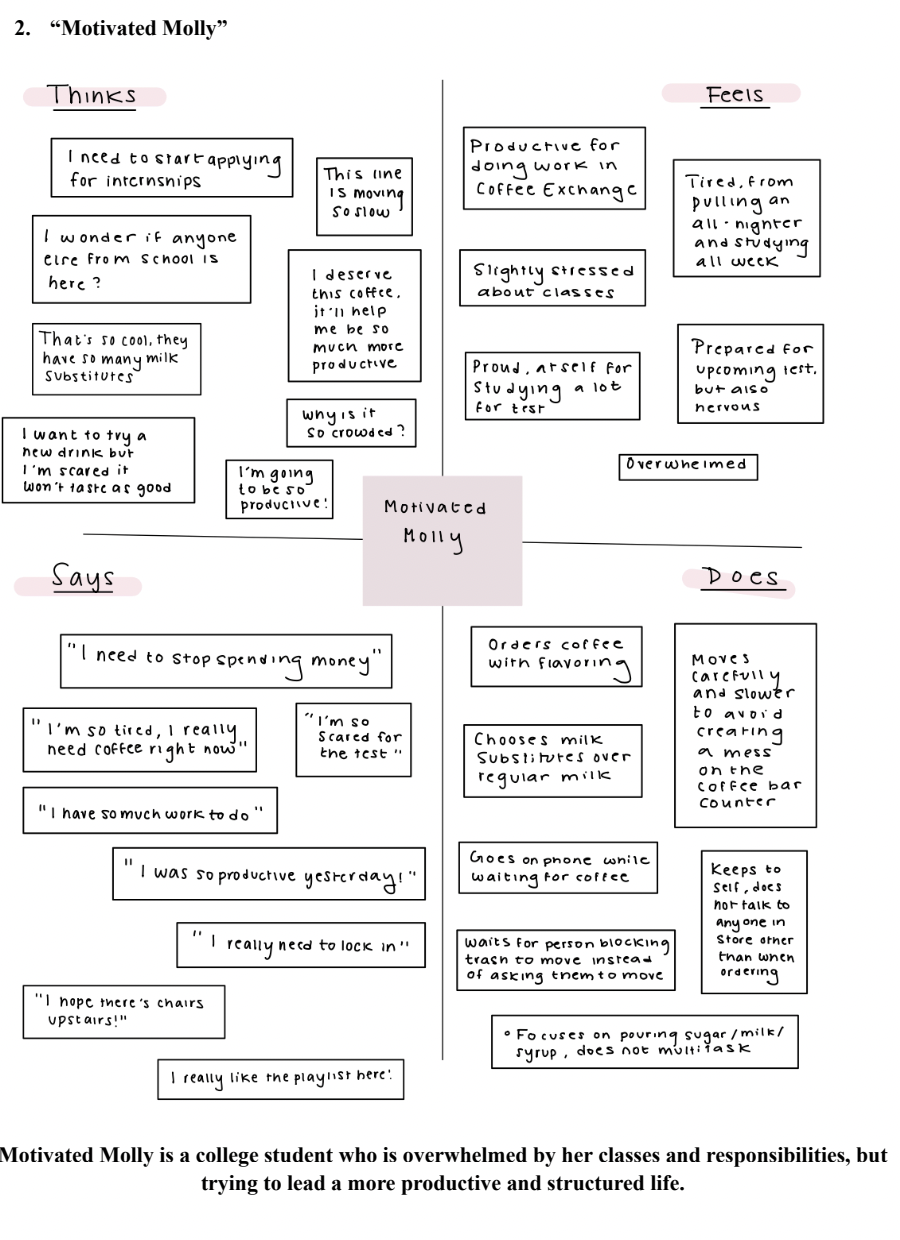 2. “Motivated Molly”
Thinks
I need to start applying
for internships
This line
is moving
so slow
I wonder if anyone
else from school is
here?
I deserve
this coffee,
it'll help
me be so
much more
productive
That's so cool, they
have so many milk
substitutes
why is it
so crowded?
I want to try a
new drink but
I'm scared it
won't taste as good
I'm going
to be so
productive!
Feels
Productive for
doing work in
Coffee Exchange
Tired, from
pulling an
all-nighter
and studying
all week
Slightly stressed
about classes
Proud, of self for
studying a lot
for test
Prepared for
upcoming test,
but also
nervous
Overwhelmed
Motivated
Molly
Says
"I need to stop spending money"
"I'm so tired, I really
need coffee right now"
"I'm so
scared for
the test"
"I have so much work to do"
"I was so productive yesterday!"
"I really need to lock in"
"I hope there's chairs
upstairs!"
I really like the playlist here!
Does
Orders coffee
with flavoring
Moves
carefully
and slower
to avoid
creating
a mess
on the
coffee bar
counter
Chooses milk
substitutes over
regular milk
Goes on phone while
waiting for coffee
Keeps to
self, does
not talk to
anyone in
store other
than when
ordering
waits for person blocking
trash to move instead
of asking them to move
° Focuses on pouring sugar/milk/
syrup, does not multitask
Motivated Molly is a college student who is overwhelmed by her classes and responsibilities, but
trying to lead a more productive and structured life.